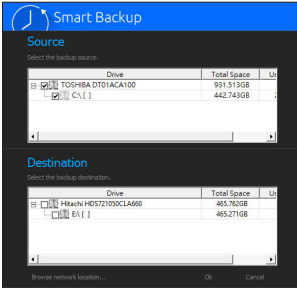 Smart Backup
Source
Select the backup source.
Drive Total Space
TOSHIBA DT01ACA100 931.513GB
C:\ [ ] 442.743GB
Destination
Select the backup destination.
Drive Total Space
Hitachi HDS721050CLA660 465.762GB
E:\ [ ] 465.271GB
Browse network location... Ok Cancel